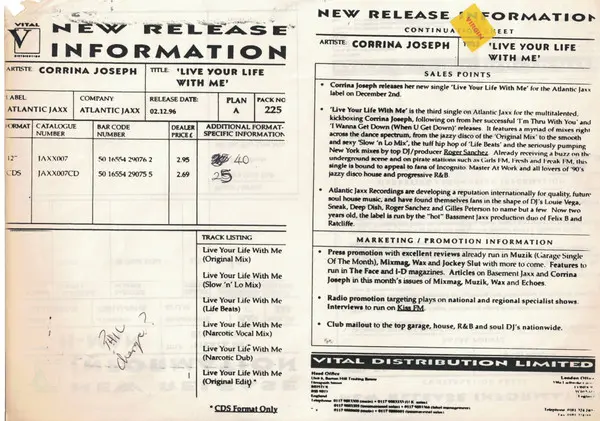 VITAL
DISTRIBUTION
NEW RELEASE
INFORMATION
ARTISTE: CORRINA JOSEPH
TITLE: 'LIVE YOUR LIFE
WITH ME'
LABEL
ATLANTIC JAXX
COMPANY
ATLANTIC JAXX
RELEASE DATE:
02.12.96
PLAN
A
PACK NO
225
FORMAT
CATALOGUE
NUMBER
BAR CODE
NUMBER
DEALER
PRICE £
ADDITIONAL FORMAT-
SPECIFIC INFORMATION
12" JAXX007 50 16554 29076 2 2.95 40
CDS JAXX007CD 50 16554 29075 5 2.69 25
TRACK LISTING
Live Your Life With Me
(Original Mix)
Live Your Life With Me
(Slow 'n' Lo Mix)
Live Your Life With Me
(Life Beats)
Live Your Life With Me
(Narcotic Vocal Mix)
Live Your Life With Me
(Narcotic Dub)
Live Your Life With Me
(Original Edit) *
* CDS Format Only
NEW RELEASE INFORMATION
ARTISTE: CORRINA JOSEPH
'LIVE YOUR LIFE
WITH ME'
SALES POINTS
• Corrina Joseph releases her new single 'Live Your Life With Me' for the Atlantic Jaxx
label on December 2nd.
• 'Live Your Life With Me' is the third single on Atlantic Jaxx for the multitalented,
kickboxing Corrina Joseph, following on from her successful 'I'm Thru With You' and
'I Wanna Get Down (When U Get Down)' releases. It features a myriad of mixes right
across the dance spectrum, from the jazzy disco of the 'Original Mix' to the smooth
and sexy 'Slow 'n Lo Mix', the tuff hip hop of 'Life Beats' and the seriously pumping
New York mixes by top DJ/producer Roger Sanchez. Already receiving a buzz on the
underground scene and on pirate stations such as Girls FM, Fresh and Freak FM, this
single is bound to appeal to fans of Incognito, Master At Work and all lovers of '90's
jazzy disco house and progressive R&B.
• Atlantic Jaxx Recordings are developing a reputation internationally for quality, future
soul house music, and have found themselves fans in the shape of DJ's Louie Vega,
Sneak, Deep Dish, Roger Sanchez and Gilles Peterson to name but a few. Now two
years old, the label is run by the "hot" Bassment Jaxx production duo of Felix B and
Ratcliffe.
MARKETING / PROMOTION INFORMATION
• Press promotion with excellent reviews already run in Muzik (Garage Single
Of The Month), Mixmag, Wax and Jockey Slut with more to come. Features to
run in The Face and I-D magazines. Articles on Basement Jaxx and Corrina
Joseph in this month's issues of Mixmag, Muzik, Wax and Echoes.
• Radio promotion targeting plays on national and regional specialist shows.
Interviews to run on Kiss FM.
• Club mailout to the top garage, house, R&B and soul DJ's nationwide.
VITAL DISTRIBUTION LIMITED
Head Office
London Office
England